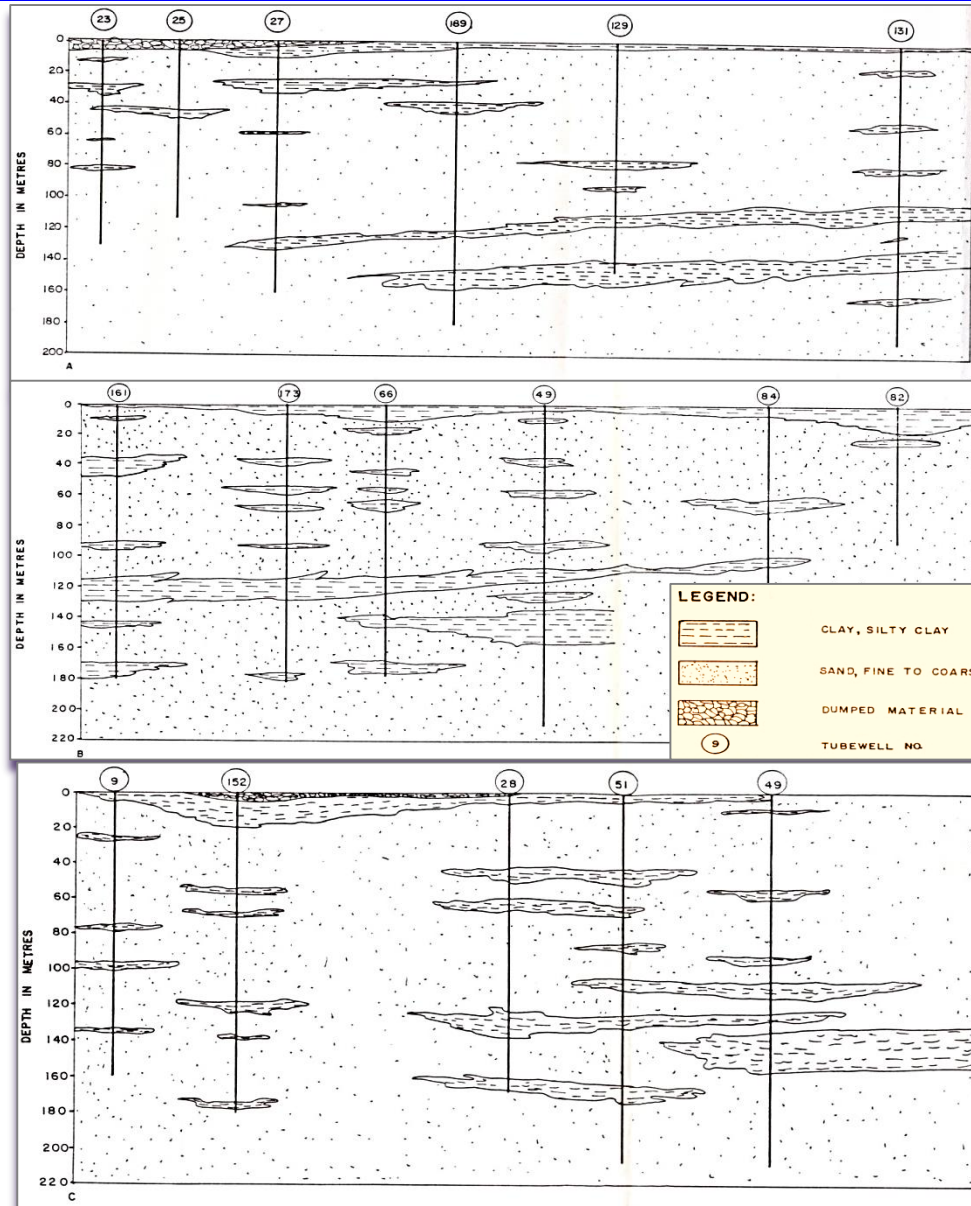 23 25 27 189 129 131
0
20
40
60
80
100
120
140
160
180
200
DEPTH IN METRES
A
161 173 66 49 84 82
0
20
40
60
80
100
120
140
160
180
200
220
DEPTH IN METRES
B
LEGEND:
CLAY, SILTY CLAY
SAND, FINE TO COARS
DUMPED MATERIAL
9 TUBEWELL NO.
9 152 28 51 49
0
20
40
60
80
100
120
140
160
180
200
220
DEPTH IN METRES
C